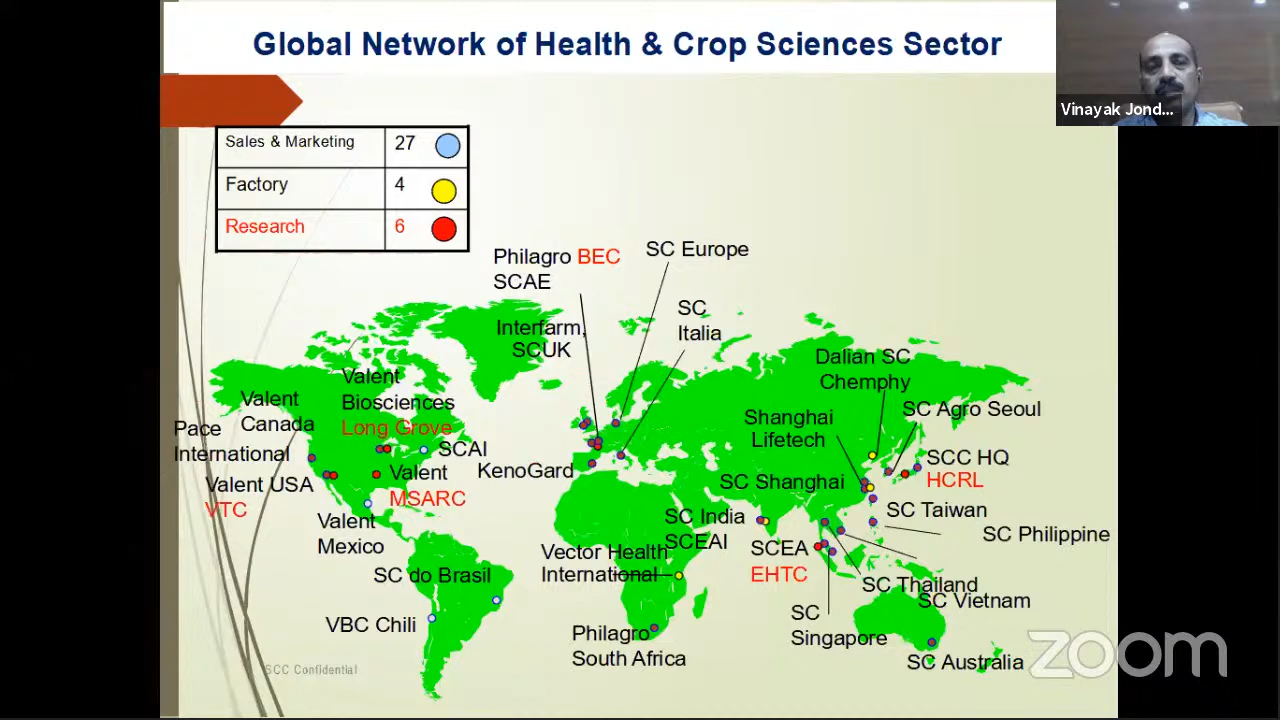 Global Network of Health & Crop Sciences Sector
Vinayak Jond...
Sales & Marketing 27
Factory 4
Research 6
Philagro BEC
SCAE
SC Europe
SC
Italia
Interfarm,
SCUK
Dalian SC
Chemphy
Valent
Biosciences
Long Grove
Valent
Canada
Pace
International
SCAI
KenoGard
Shanghai
Lifetech
SC Agro Seoul
SCC HQ
HCRL
Valent USA
VTC
Valent
MSARC
SC Shanghai
Valent
Mexico
SC India
SCEAI
SC Taiwan
SC Philippine
Vector Health
International
SCEA
EHTC
SC do Brasil
SC Thailand
SC Vietnam
VBC Chili
SC
Singapore
Philagro
South Africa
SC Australia
SCC Confidential
zoom